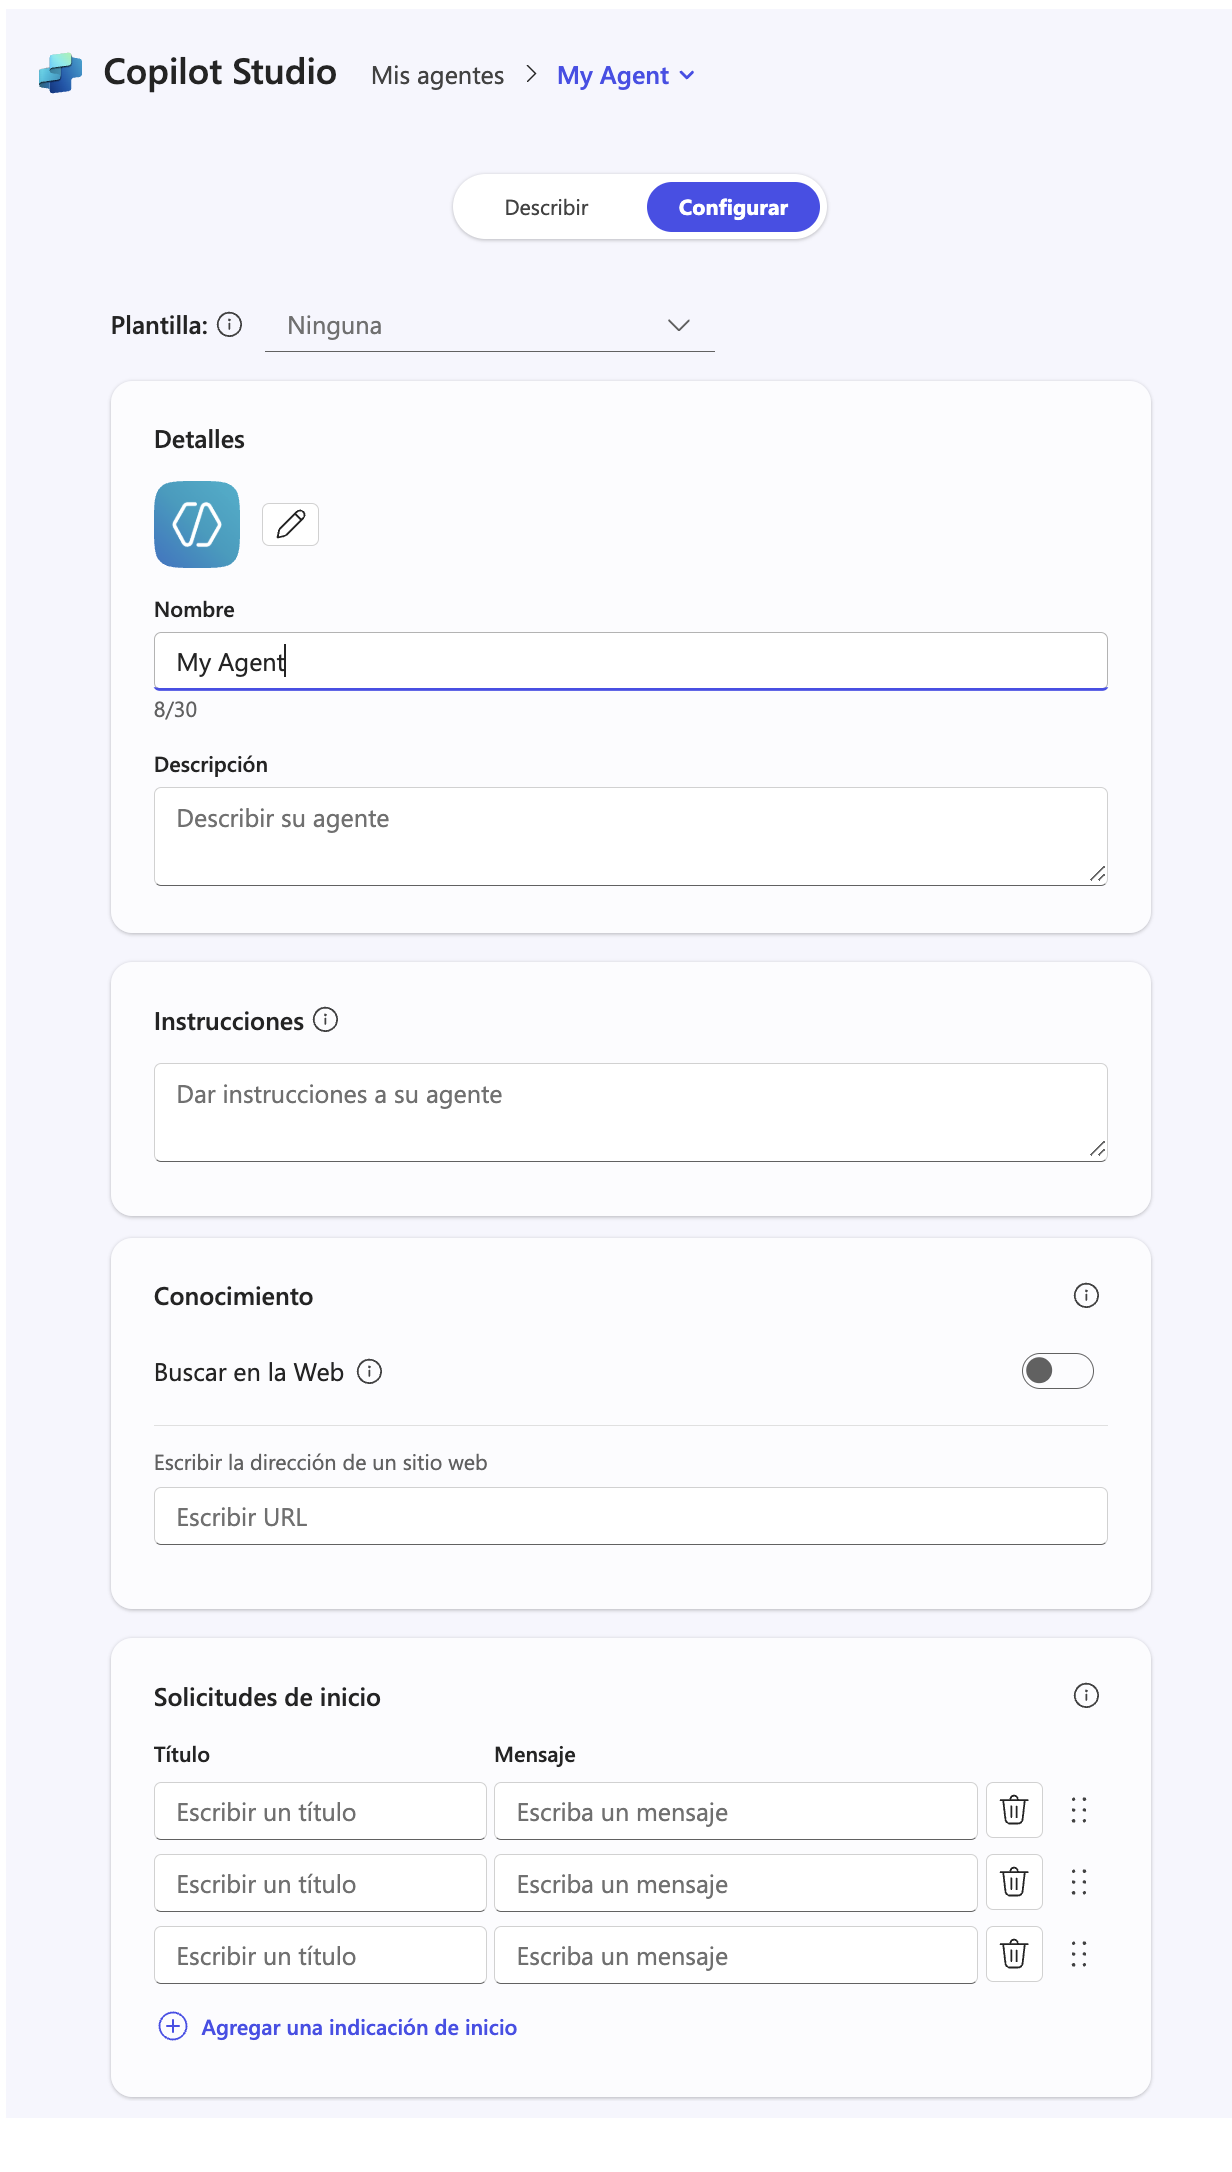 Copilot Studio Mis agentes > My Agent
Describir Configurar
Plantilla: Ninguna
Detalles
Nombre
My Agent
8/30
Descripción
Describir su agente
Instrucciones
Dar instrucciones a su agente
Conocimiento
Buscar en la Web
Escribir la dirección de un sitio web
Escribir URL
Solicitudes de inicio
Título Mensaje
Escribir un título Escriba un mensaje
Escribir un título Escriba un mensaje
Escribir un título Escriba un mensaje
Agregar una indicación de inicio